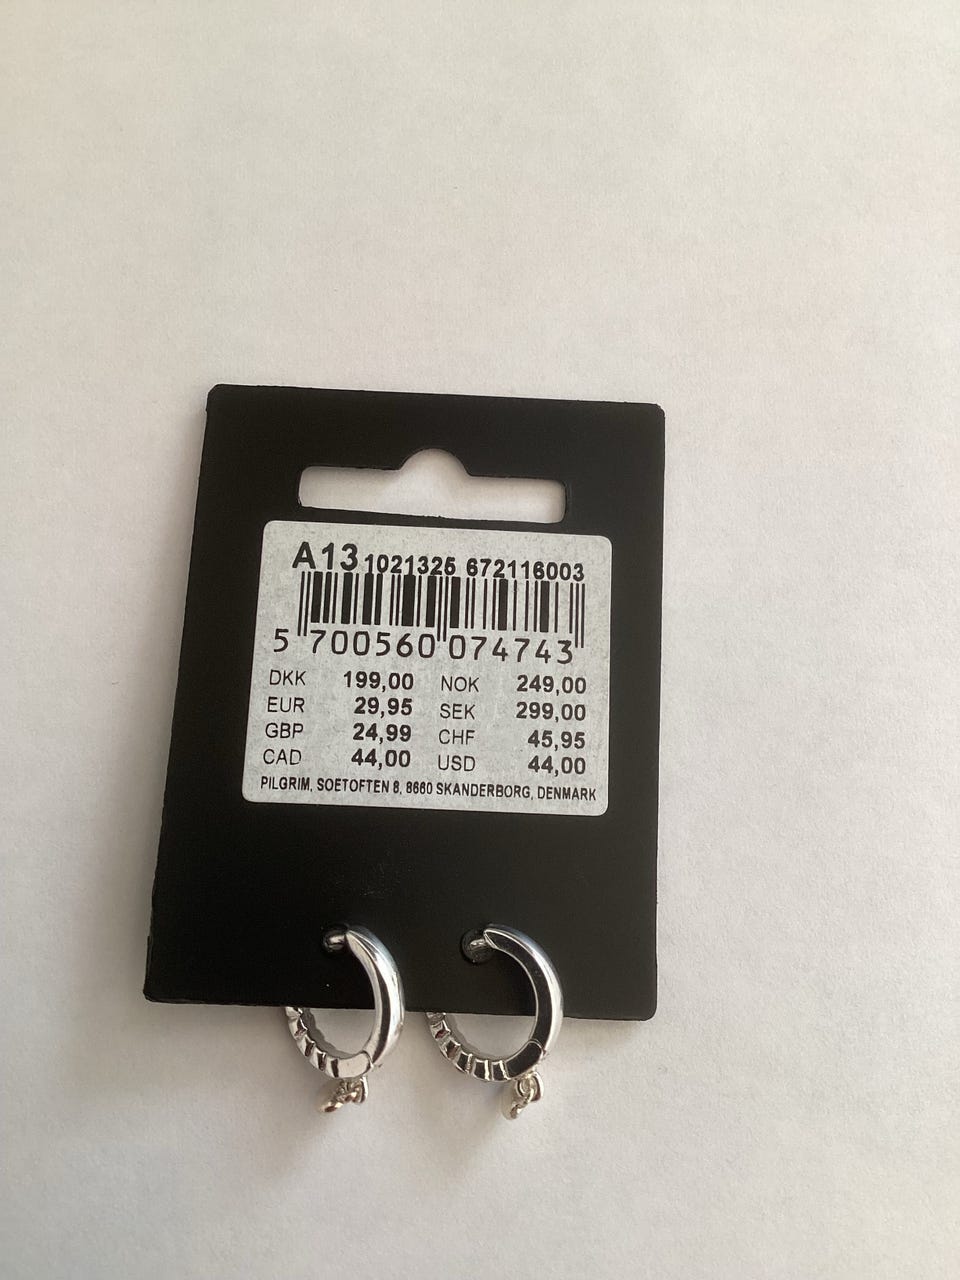 A13 1021325 672116003
5 700560 074743
DKK 199,00 NOK 249,00
EUR 29,95 SEK 299,00
GBP 24,99 CHF 45,95
CAD 44,00 USD 44,00
PILGRIM, SOETOFTEN 8, 8660 SKANDERBORG, DENMARK